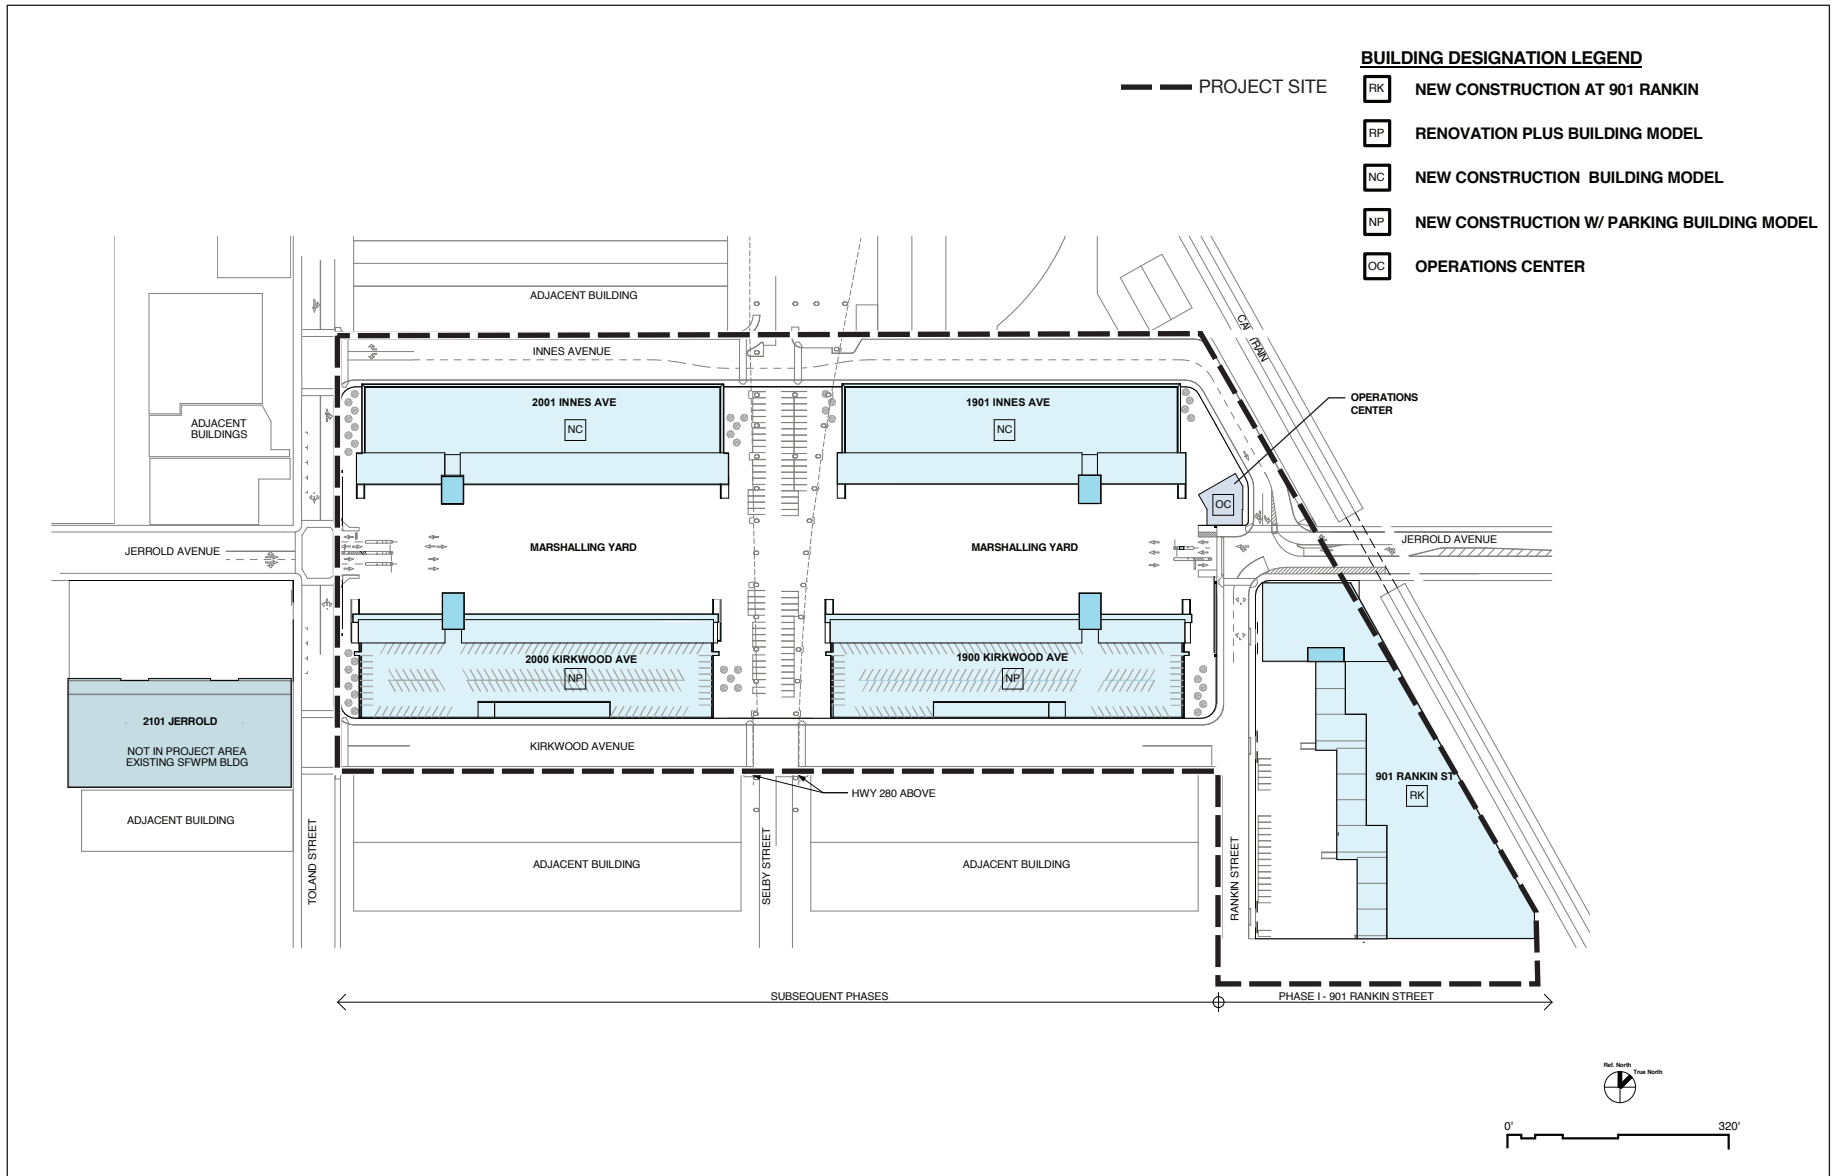 BUILDING DESIGNATION LEGEND
PROJECT SITE
RK NEW CONSTRUCTION AT 901 RANKIN
RP RENOVATION PLUS BUILDING MODEL
NC NEW CONSTRUCTION BUILDING MODEL
NP NEW CONSTRUCTION W/ PARKING BUILDING MODEL
OC OPERATIONS CENTER
ADJACENT BUILDING
CALTRAIN
INNES AVENUE
2001 INNES AVE
NC
1901 INNES AVE
NC
OPERATIONS
CENTER
ADJACENT
BUILDINGS
OC
JERROLD AVENUE
MARSHALLING YARD
MARSHALLING YARD
JERROLD AVENUE
2000 KIRKWOOD AVE
NP
1900 KIRKWOOD AVE
NP
2101 JERROLD
NOT IN PROJECT AREA
EXISTING SFWPM BLDG
KIRKWOOD AVENUE
901 RANKIN ST
RK
HWY 280 ABOVE
ADJACENT BUILDING
TOLAND STREET
ADJACENT BUILDING
SELBY STREET
ADJACENT BUILDING
RANKIN STREET
SUBSEQUENT PHASES
PHASE I - 901 RANKIN STREET
Ref. North
True North
0'
320'